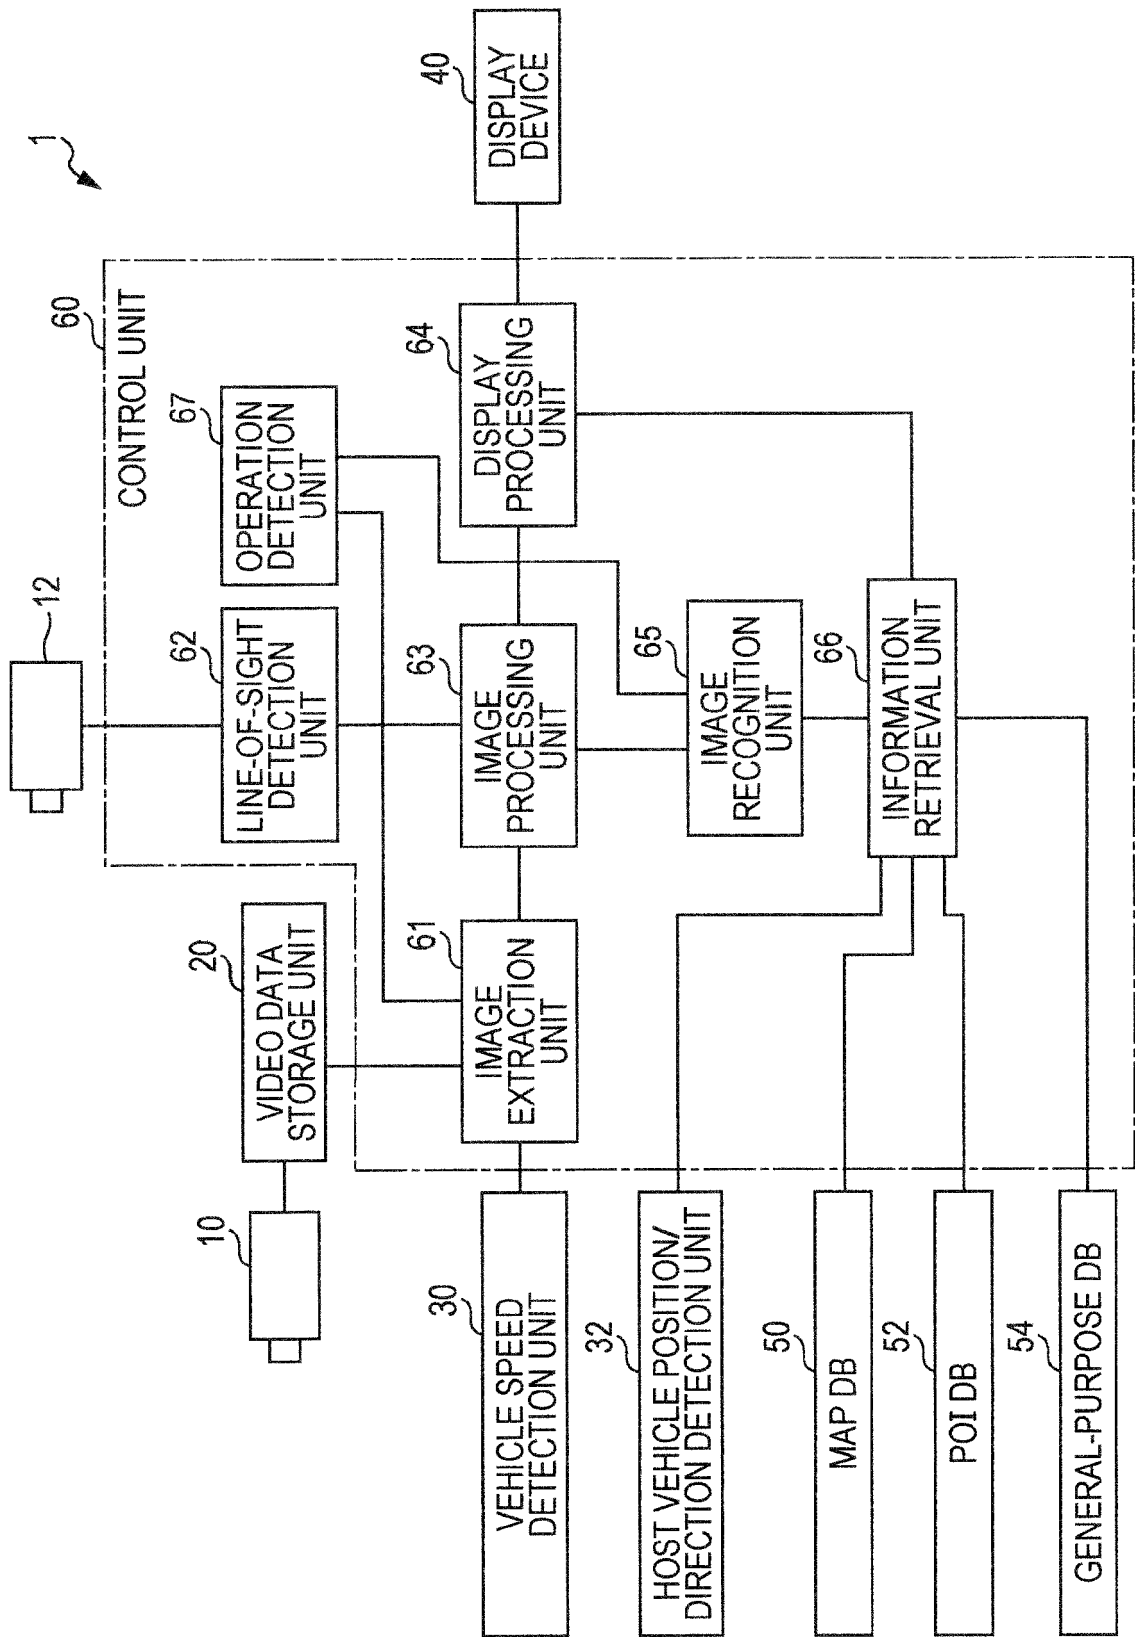 1
12
60
CONTROL UNIT
10
20
VIDEO DATA
STORAGE UNIT
62
LINE-OF-SIGHT
DETECTION
UNIT
67
OPERATION
DETECTION
UNIT
30
VEHICLE SPEED
DETECTION UNIT
61
IMAGE
EXTRACTION
UNIT
63
IMAGE
PROCESSING
UNIT
64
DISPLAY
PROCESSING
UNIT
40
DISPLAY
DEVICE
32
HOST VEHICLE POSITION/
DIRECTION DETECTION UNIT
65
IMAGE
RECOGNITION
UNIT
50
MAP DB
66
INFORMATION
RETRIEVAL UNIT
52
POI DB
54
GENERAL-PURPOSE DB